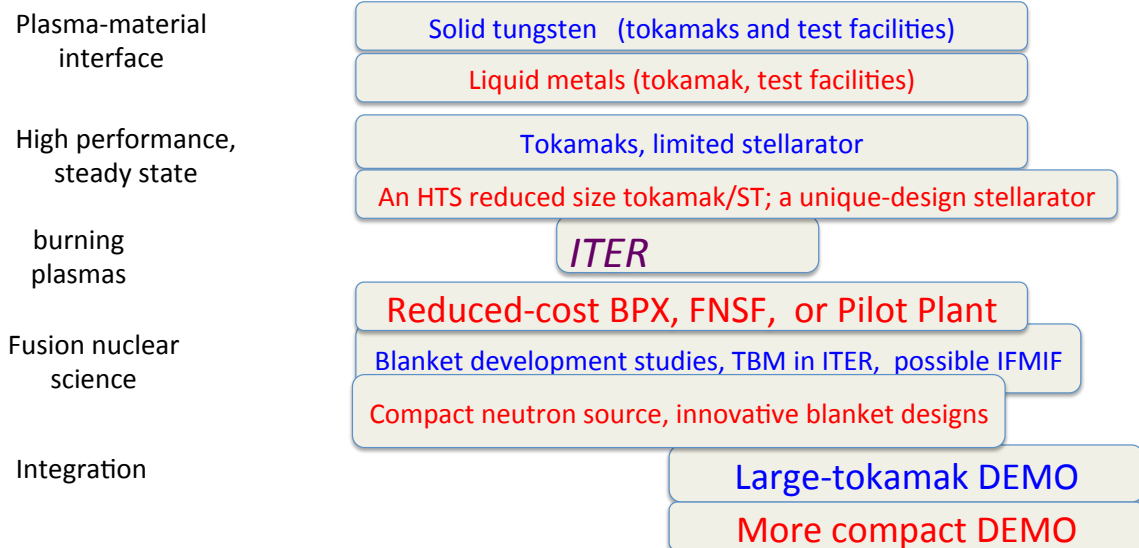 Plasma-material
interface
Solid tungsten (tokamaks and test facilities)
Liquid metals (tokamak, test facilities)
High performance,
steady state
Tokamaks, limited stellarator
An HTS reduced size tokamak/ST; a unique-design stellarator
burning
plasmas
ITER
Reduced-cost BPX, FNSF, or Pilot Plant
Fusion nuclear
science
Blanket development studies, TBM in ITER, possible IFMIF
Compact neutron source, innovative blanket designs
Integration
Large-tokamak DEMO
More compact DEMO